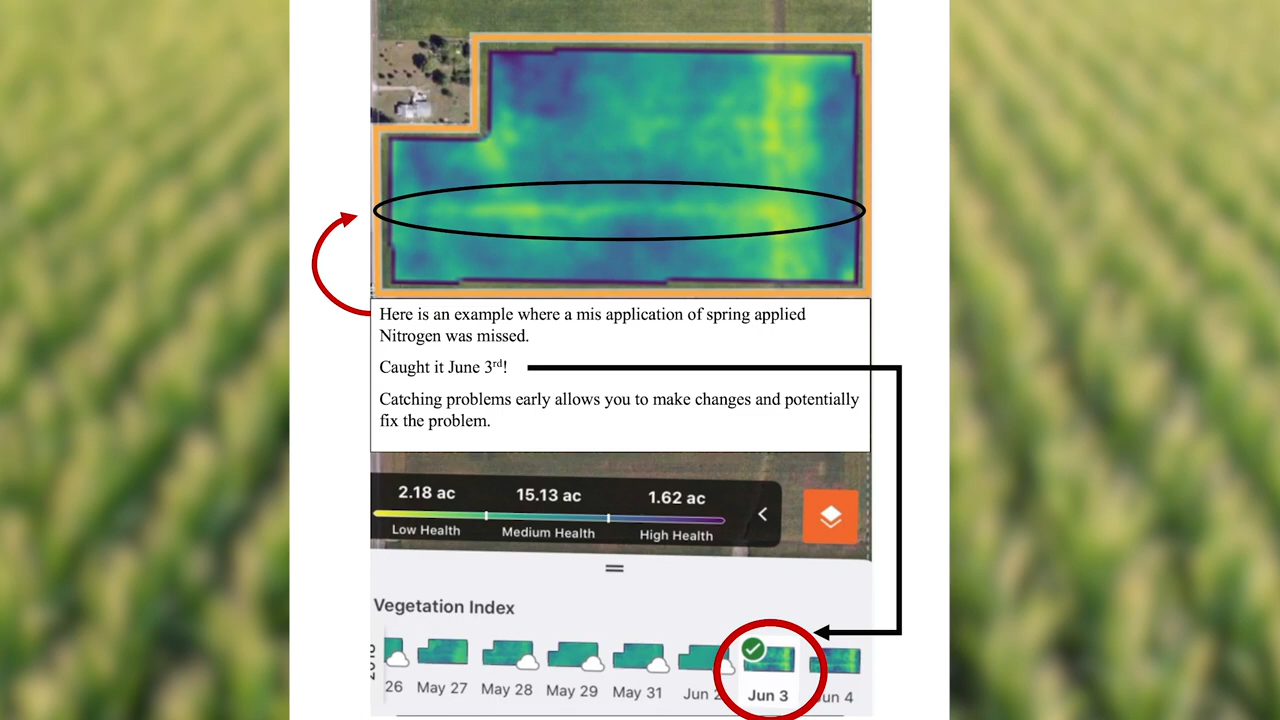 Here is an example where a mis application of spring applied
Nitrogen was missed.
Caught it June 3rd!
Catching problems early allows you to make changes and potentially
fix the problem.
2.18 ac 15.13 ac 1.62 ac
Low Health Medium Health High Health
Vegetation Index
26 May 27 May 28 May 29 May 31 Jun Jun 3 Jun 4